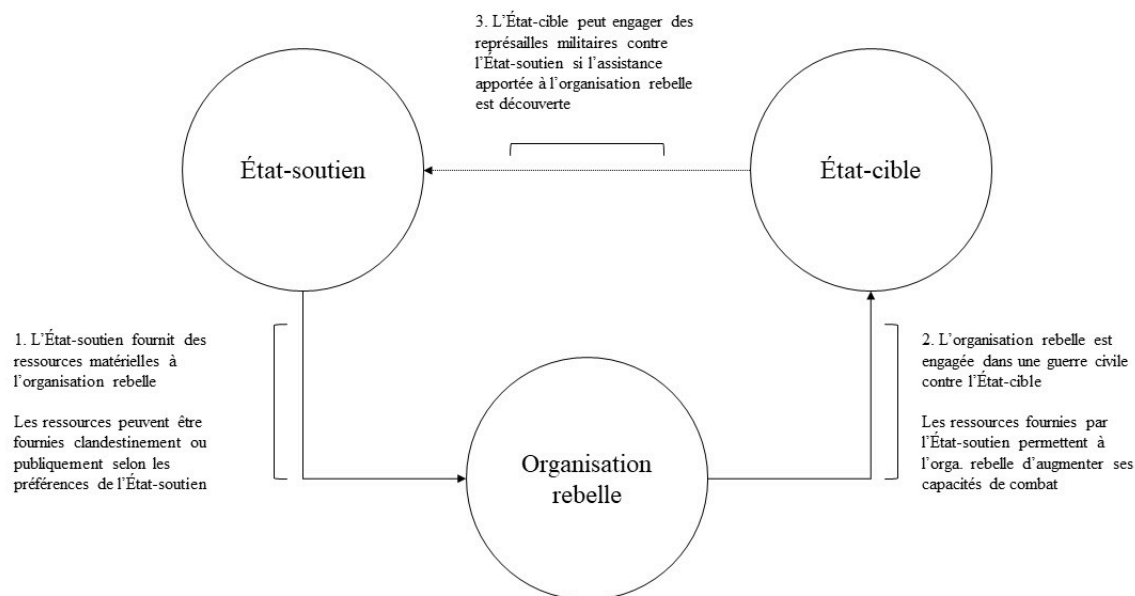 3. L'État-cible peut engager des
représailles militaires contre
l'État-soutien si l'assistance
apportée à l'organisation rebelle
est découverte
État-soutien
État-cible
1. L'État-soutien fournit des
ressources matérielles à
l'organisation rebelle
Les ressources peuvent être
fournies clandestinement ou
publiquement selon les
préférences de l'État-soutien
Organisation
rebelle
2. L'organisation rebelle est
engagée dans une guerre civile
contre l'État-cible
Les ressources fournies par
l'État-soutien permettent à
l'orga. rebelle d'augmenter ses
capacités de combat